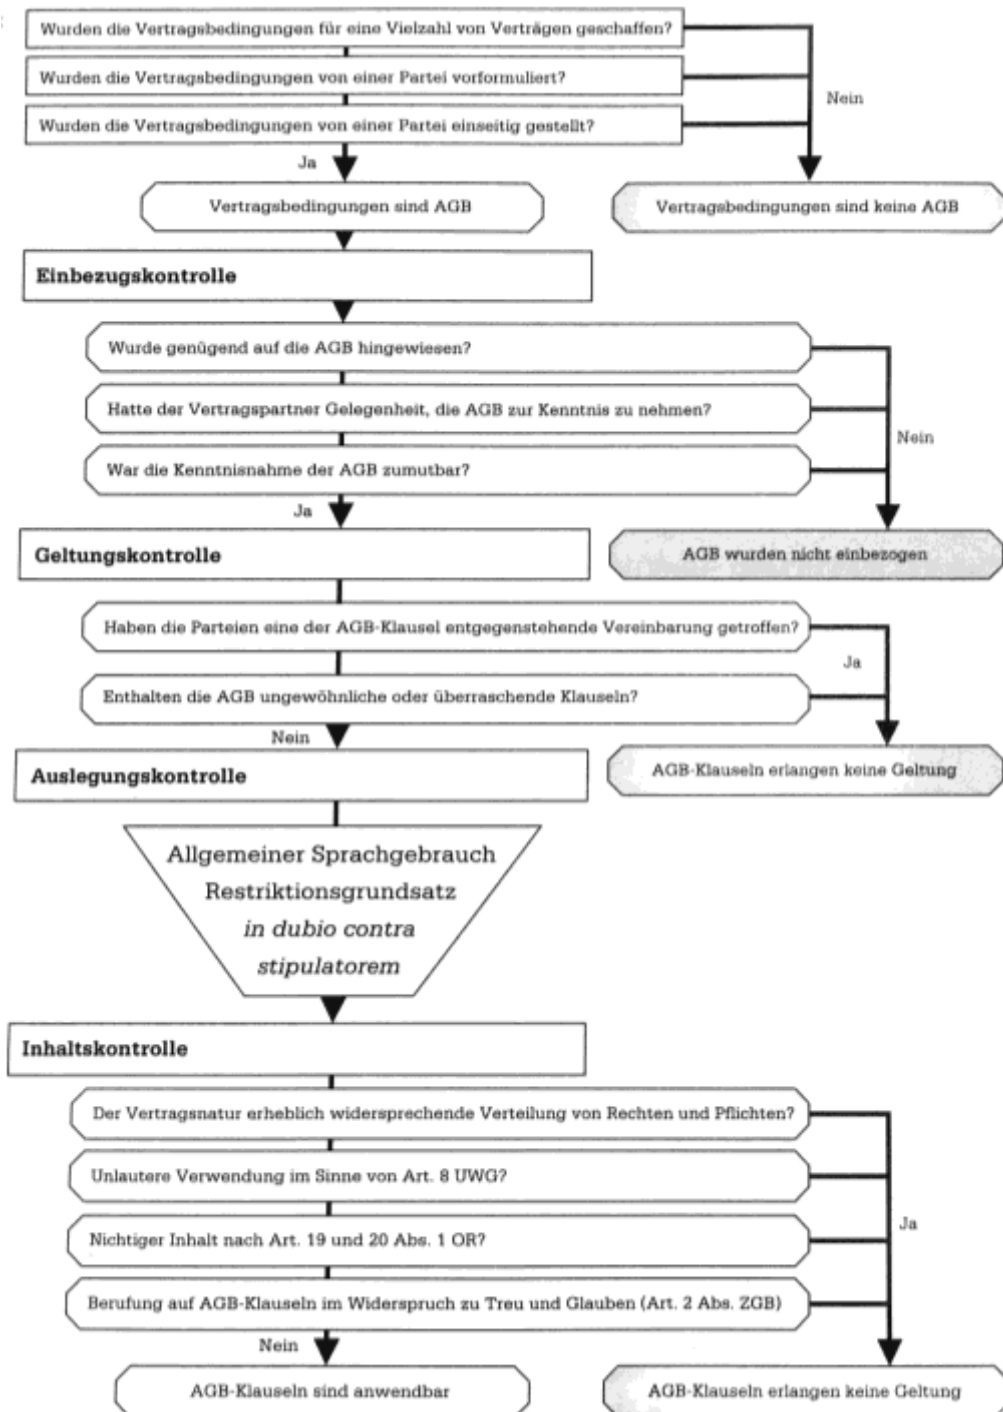 Wurden die Vertragsbedingungen für eine Vielzahl von Verträgen geschaffen?
Wurden die Vertragsbedingungen von einer Partei vorformuliert?
Nein
Wurden die Vertragsbedingungen von einer Partei einseitig gestellt?
Ja
Vertragsbedingungen sind AGB
Vertragsbedingungen sind keine AGB
Einbezugskontrolle
Wurde genügend auf die AGB hingewiesen?
Hatte der Vertragspartner Gelegenheit, die AGB zur Kenntnis zu nehmen?
Nein
War die Kenntnisnahme der AGB zumutbar?
Ja
Geltungskontrolle
AGB wurden nicht einbezogen
Haben die Parteien eine der AGB-Klausel entgegenstehende Vereinbarung getroffen?
Ja
Enthalten die AGB ungewöhnliche oder überraschende Klauseln?
Nein
Auslegungskontrolle
AGB-Klauseln erlangen keine Geltung
Allgemeiner Sprachgebrauch
Restriktionsgrundsatz
in dubio contra
stipulatorem
Inhaltskontrolle
Der Vertragsnatur erheblich widersprechende Verteilung von Rechten und Pflichten?
Unlautere Verwendung im Sinne von Art. 8 UWG?
Ja
Nichtiger Inhalt nach Art. 19 und 20 Abs. 1 OR?
Berufung auf AGB-Klauseln im Widerspruch zu Treu und Glauben (Art. 2 Abs. ZGB)
Nein
AGB-Klauseln sind anwendbar
AGB-Klauseln erlangen keine Geltung